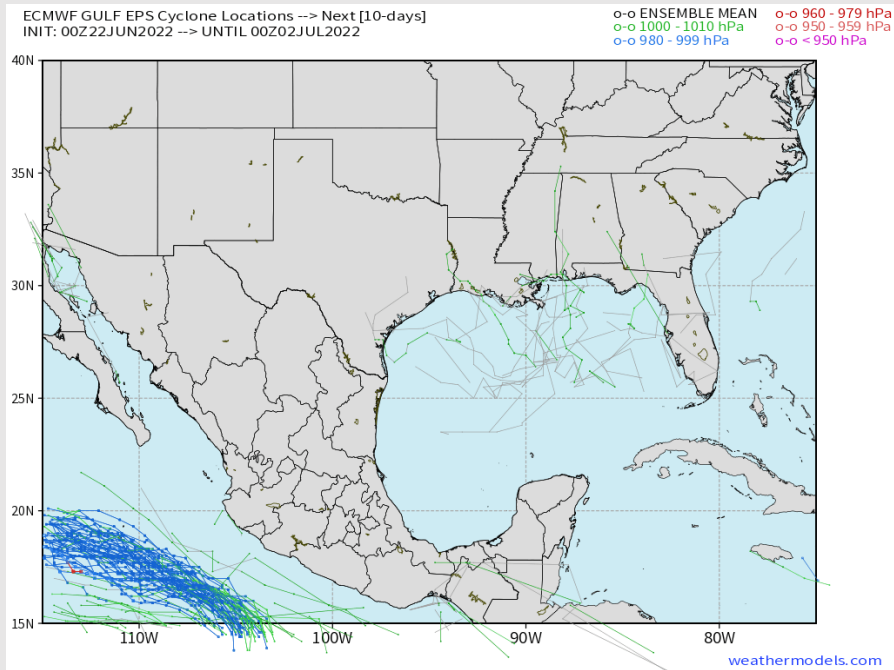 ECMWF GULF EPS Cyclone Locations --> Next [10-days]
INIT: 00Z22JUN2022 --> UNTIL 00Z02JUL2022
o-o ENSEMBLE MEAN
o-o 1000 - 1010 hPa
o-o 980 - 999 hPa
o-o 960 - 979 hPa
o-o 950 - 959 hPa
o-o < 950 hPa
40N
35N
30N
25N
20N
15N
110W
100W
90W
80W
weathermodels.com